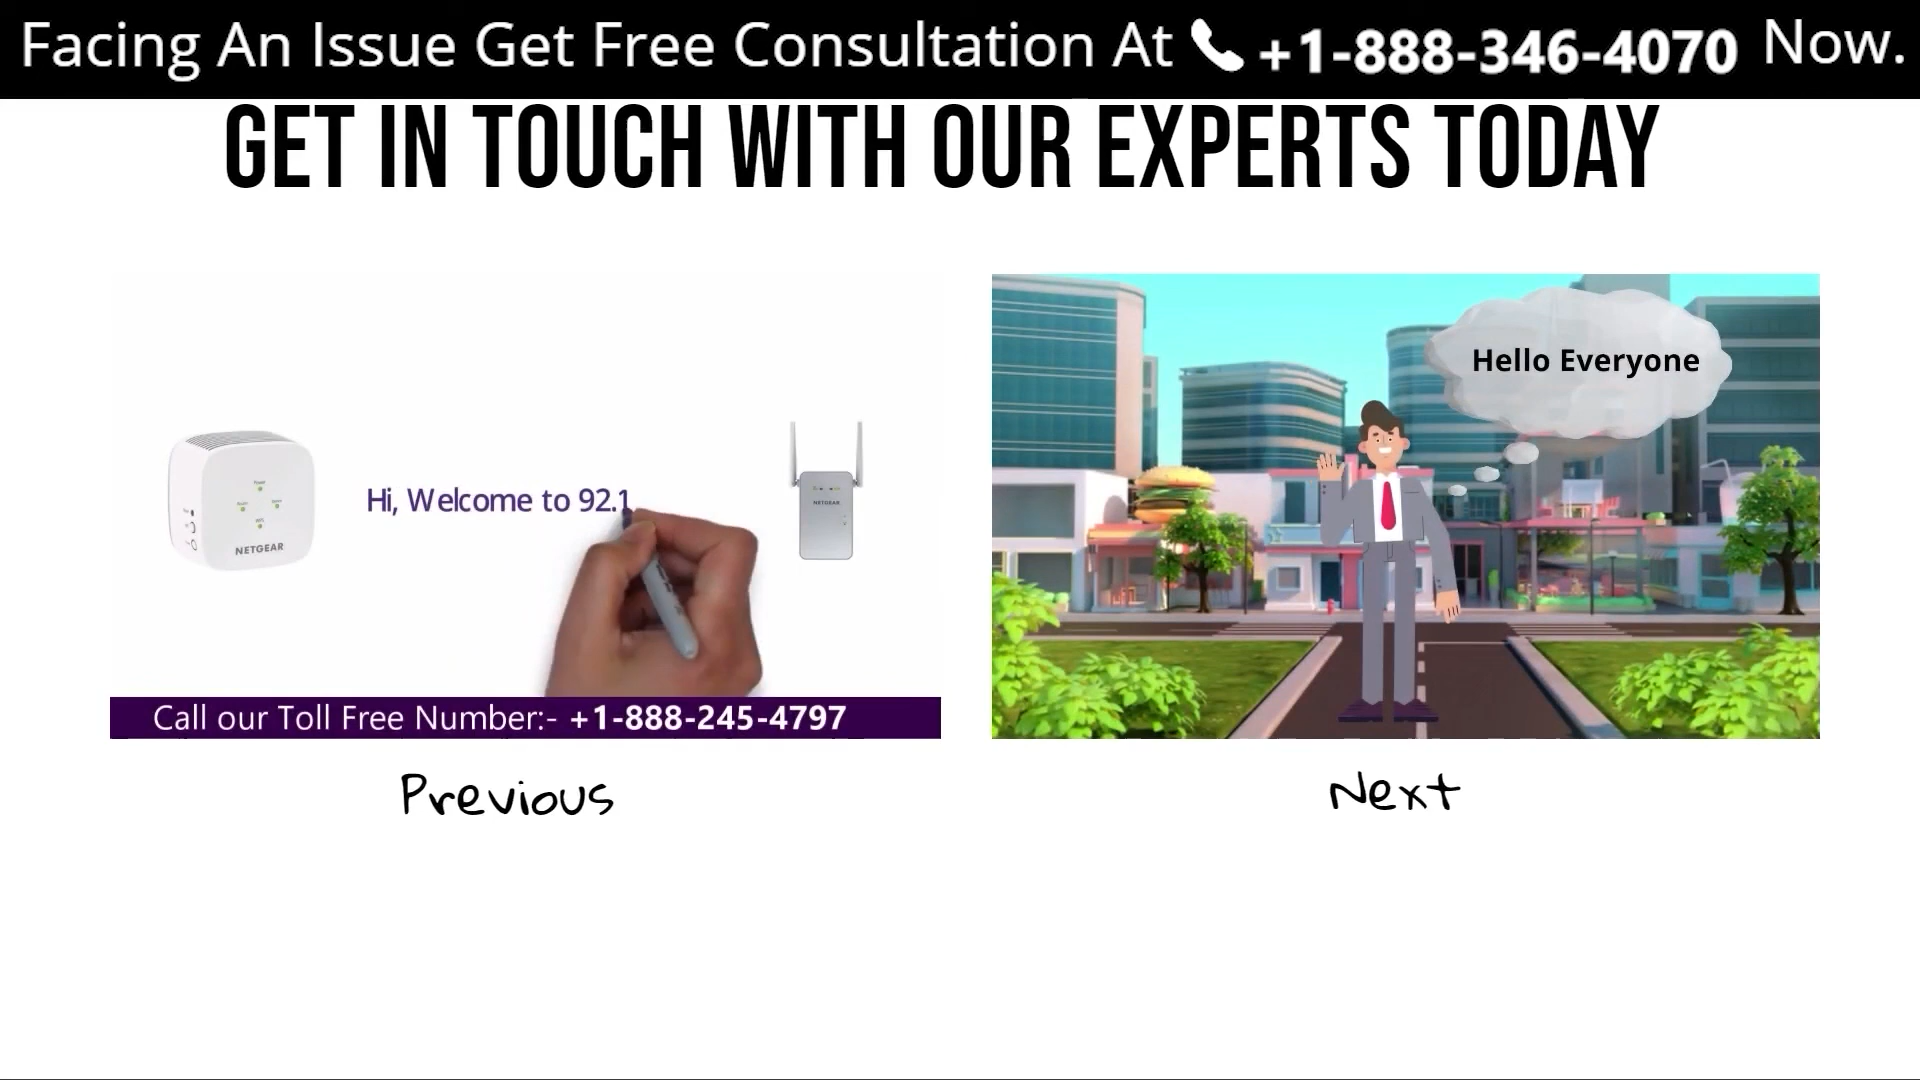 Facing An Issue Get Free Consultation At +1-888-346-4070 Now.
GET IN TOUCH WITH OUR EXPERTS TODAY
Hello Everyone
Hi, Welcome to 92.1
NETGEAR
NETGEAR
Call our Toll Free Number:- +1-888-245-4797
Previous
Next